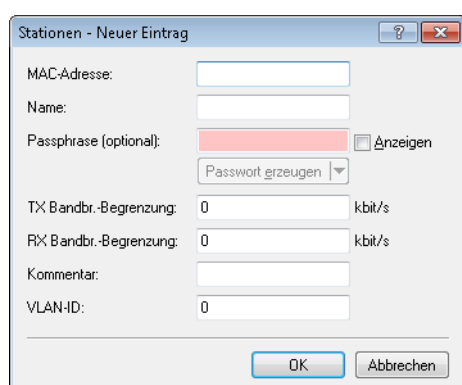 Stationen - Neuer Eintrag
MAC-Adresse:
Name:
Passphrase (optional): Anzeigen
Passwort erzeugen
TX Bandbr.-Begrenzung: 0 kbit/s
RX Bandbr.-Begrenzung: 0 kbit/s
Kommentar:
VLAN-ID: 0
OK Abbrechen